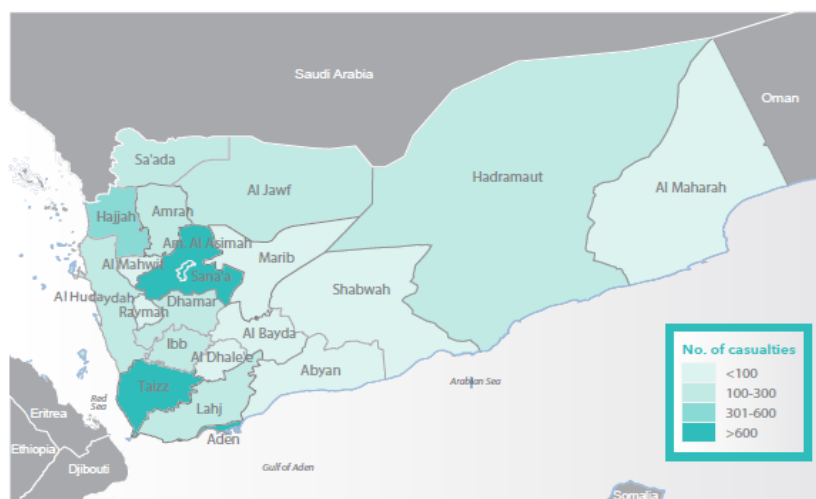 Saudi Arabia
Oman
Sa'ada
Hadramaut
Al Jawf
Al Maharah
Hajjah
Amran
Am. Al Asimah
Marib
Al Mahwit
Sana'a
Shabwah
Al Hudaydah
Dhamar
Raymah
Al Bayda
Ibb
Al Dhale'e
Abyan
Taizz
Lahj
Aden
Red
Sea
Arabian Sea
Eritrea
Ethiopia
Djibouti
Gulf of Aden
Somalia
No. of casualties
<100
100-300
301-600
>600